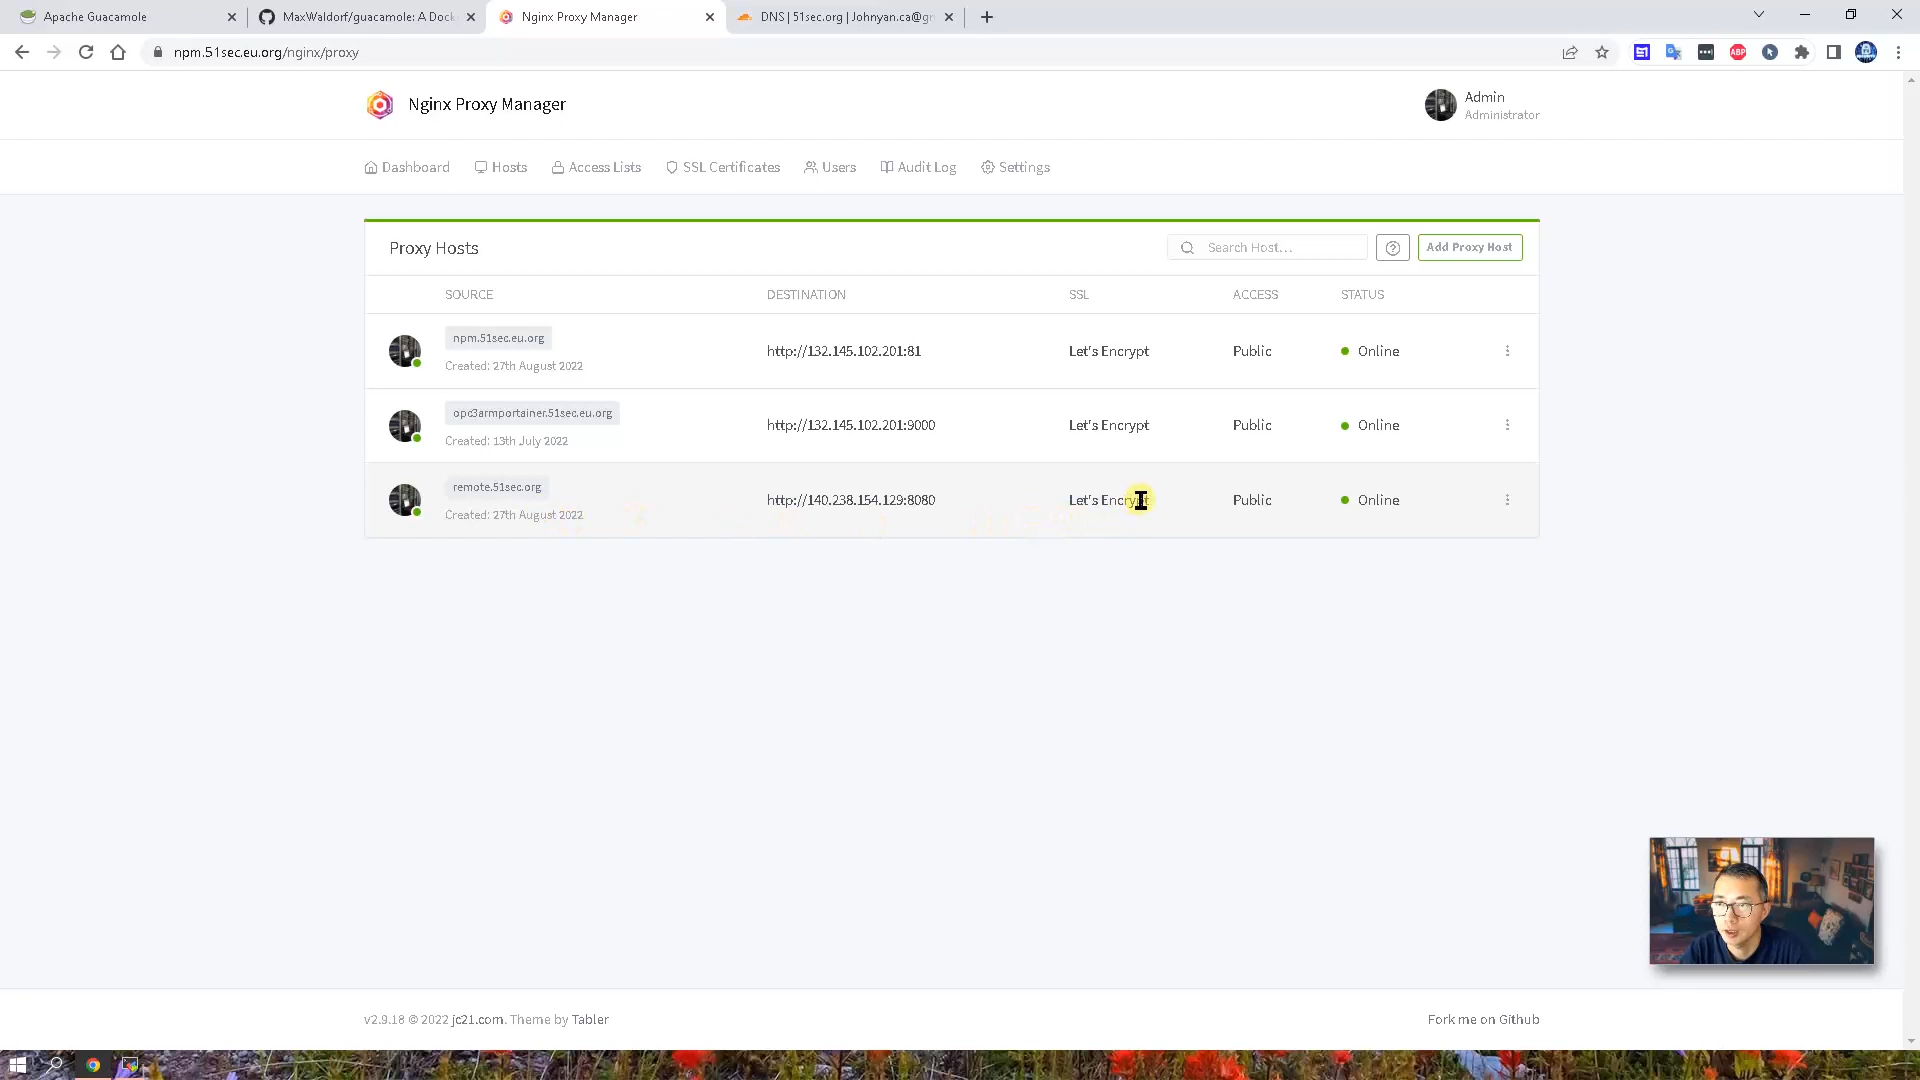 Apache Guacamole
MaxWaldorf/guacamole: A Dock
Nginx Proxy Manager
DNS | 51sec.org | Johnyan.ca@gm
npm.51sec.eu.org/nginx/proxy
ABP
Nginx Proxy Manager
Admin
Administrator
Dashboard
Hosts
Access Lists
SSL Certificates
Users
Audit Log
Settings
Proxy Hosts
Search Host...
Add Proxy Host
SOURCE DESTINATION SSL ACCESS STATUS
npm.51sec.eu.org
Created: 27th August 2022
http://132.145.102.201:81
Let's Encrypt
Public
Online
opc3armportainer.51sec.eu.org
Created: 13th July 2022
http://132.145.102.201:9000
Let's Encrypt
Public
Online
remote.51sec.org
Created: 27th August 2022
http://140.238.154.129:8080
Let's Encrypt
Public
Online
v2.9.18 © 2022 jc21.com. Theme by Tabler
Fork me on Github